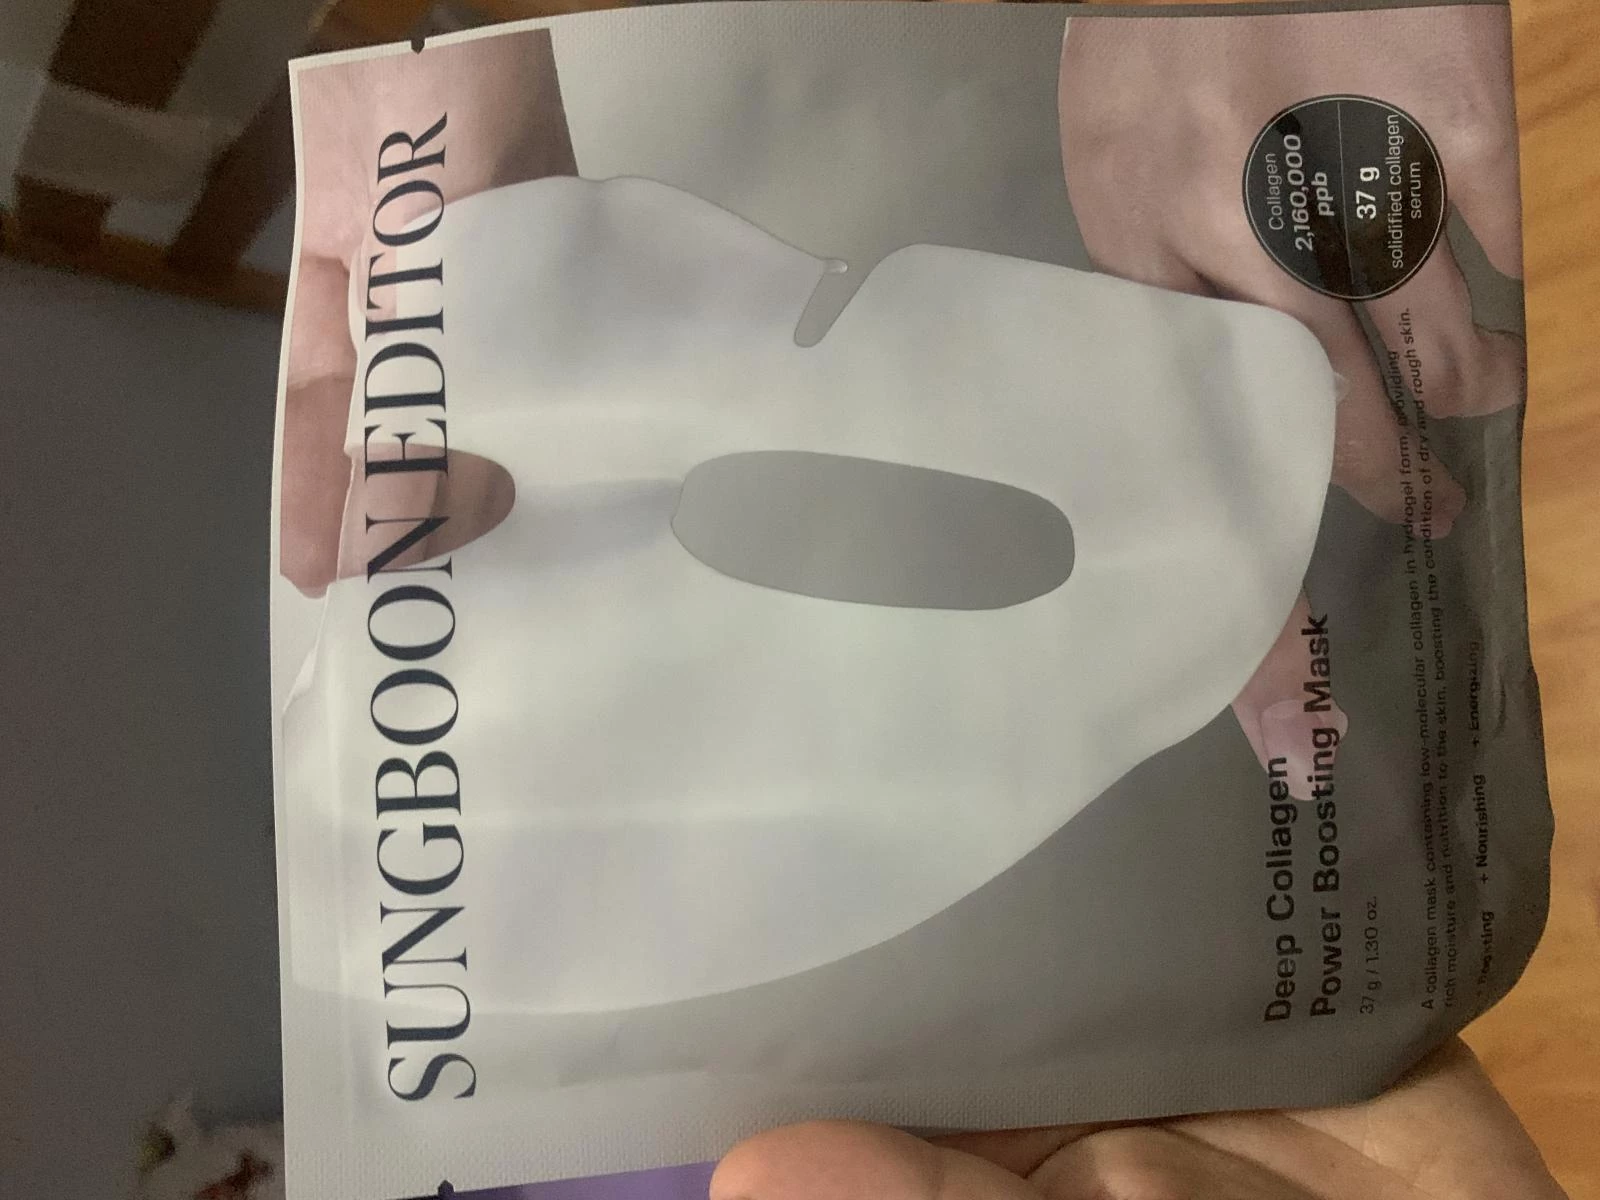 SUNGBOON EDITOR
Collagen
2,160,000
ppb
37 g
solidified collagen
serum
Deep Collagen
Power Boosting Mask
37 g / 1.30 oz.
A collagen mask containing low-molecular collagen in hydrogel form, providing
rich moisture and nutrition to the skin, boosting the condition of dry and rough skin.
+ Boosting + Nourishing + Energizing